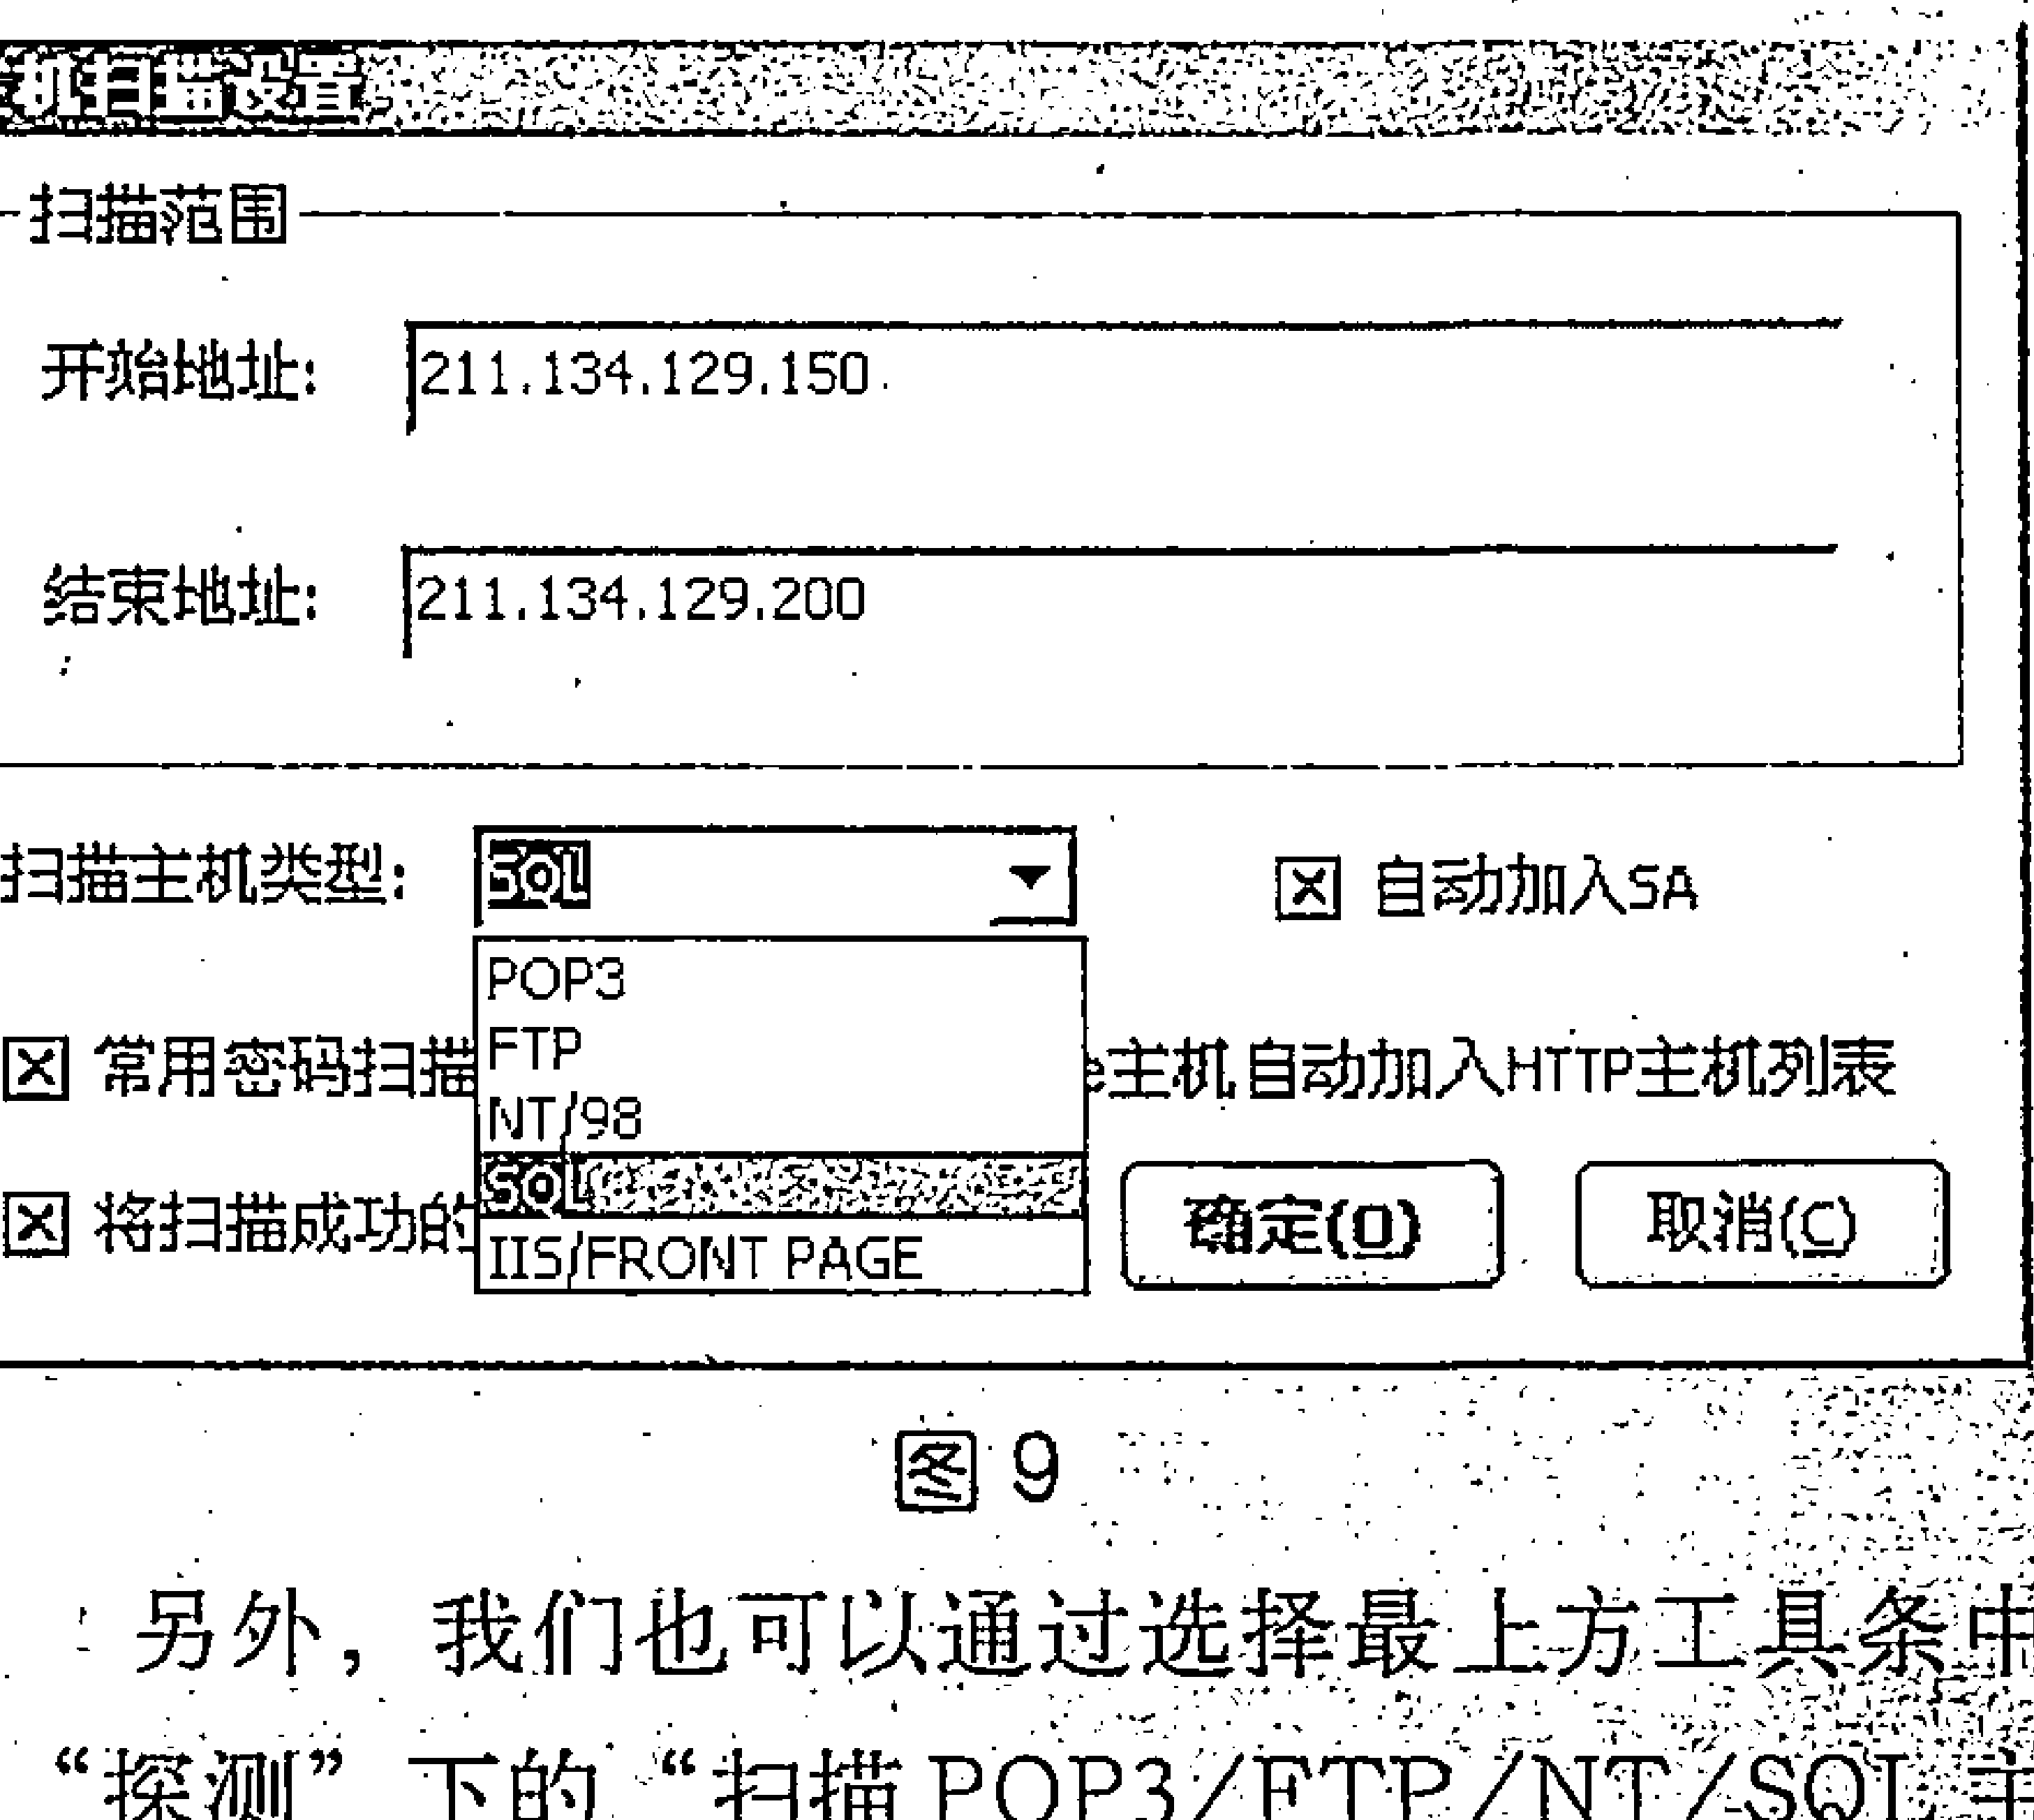 机扫描设置
扫描范围
开始地址: 211.134.129.150
结束地址: 211.134.129.200
扫描主机类型: SQL 自动加入SA
POP3
FTP
常用密码扫描 e主机自动加入HTTP主机列表
NT/98
SQL
将扫描成功的 确定(O) 取消(C)
IIS/FRONT PAGE
图 9
另外，我们也可以通过选择最上方工具条中
“探测”下的“扫描 POP3/FTP/NT/SQL 主